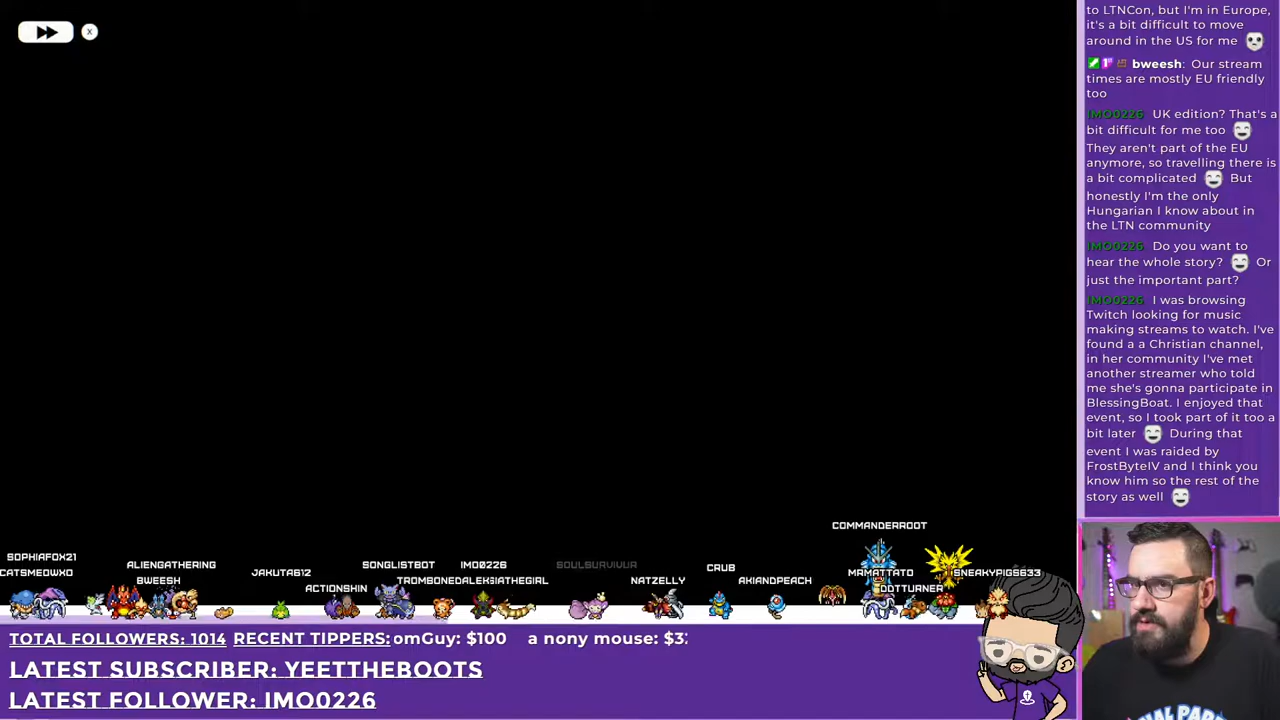 X
to LTNCon, but I'm in Europe,
it's a bit difficult to move
around in the US for me
bweesh: Our stream
times are mostly EU friendly
too
IMO0226 UK edition? That's a
bit difficult for me too
They aren't part of the EU
anymore, so travelling there is
a bit complicated But
honestly I'm the only
Hungarian I know about in
the LTN community
IMO0226 Do you want to
hear the whole story? Or
just the important part?
IMO0226 I was browsing
Twitch looking for music
making streams to watch. I've
found a a Christian channel,
in her community I've met
another streamer who told
me she's gonna participate in
BlessingBoat. I enjoyed that
event, so I took part of it too a
bit later During that
event I was raided by
FrostByteIV and I think you
know him so the rest of the
story as well
COMMANDERROOT
SOPHIAFOX21
CATSMEOWXO
ALIENGATHERING
BWEESH
JAKUTA612
ACTIONSKIN
SONGLISTBOT
IMO0226
SOULSURVIVUR
NATZELLY
CRUB
AKIANDPEACH
MAMATTATO
SNEAKYPIG6633
DOTTURNER
TOTAL FOLLOWERS: 1014 RECENT TIPPERS: omGuy: $100 a nony mouse: $3
LATEST SUBSCRIBER: YEETTHEBOOTS
LATEST FOLLOWER: IMO0226